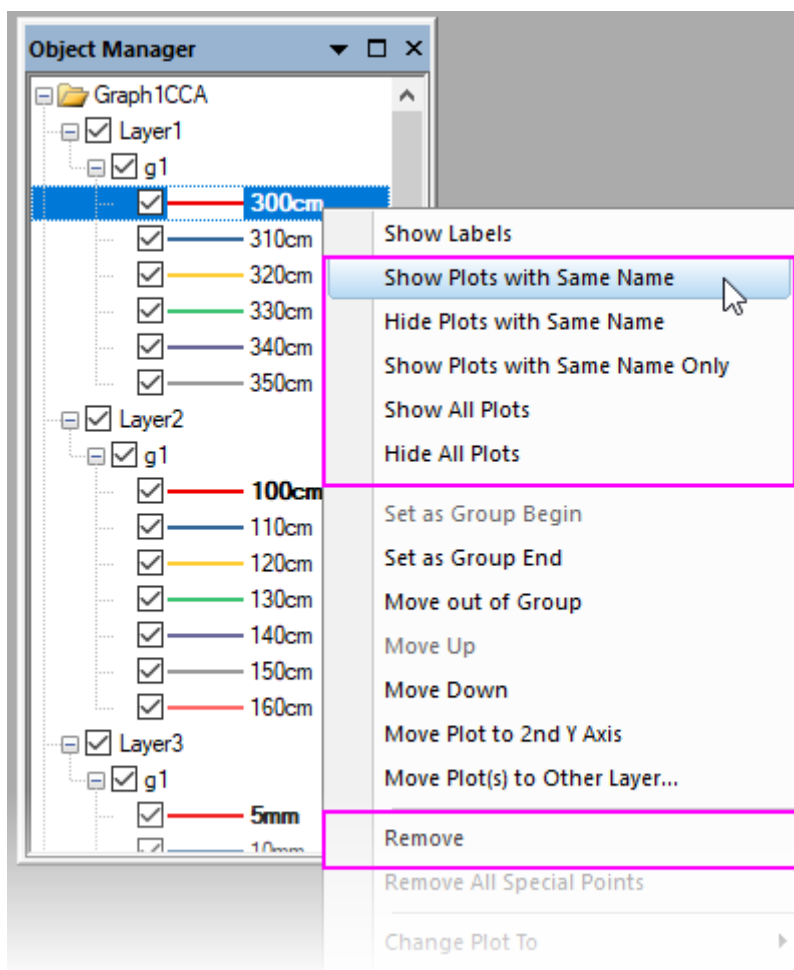 Object Manager
Graph1CCA
Layer1
g1
300cm
310cm
320cm
330cm
340cm
350cm
Layer2
g1
100cm
110cm
120cm
130cm
140cm
150cm
160cm
Layer3
g1
5mm
10mm
Show Labels
Show Plots with Same Name
Hide Plots with Same Name
Show Plots with Same Name Only
Show All Plots
Hide All Plots
Set as Group Begin
Set as Group End
Move out of Group
Move Up
Move Down
Move Plot to 2nd Y Axis
Move Plot(s) to Other Layer...
Remove
Remove All Special Points
Change Plot To